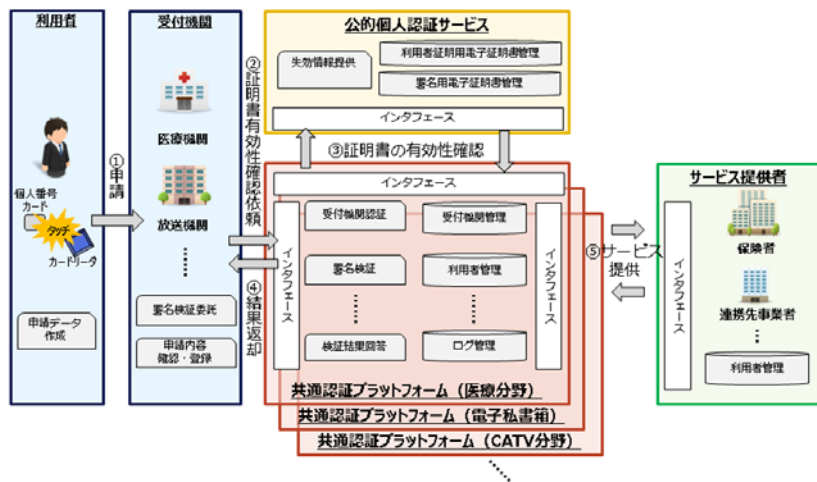 利用者
個人番号
カード
タッチ
カードリーダ
申請データ
作成
①申請
受付機関
医療機関
放送機関
……
署名検証委託
申請内容
確認・登録
②証明書有効性確認依頼
④結果返却
公的個人認証サービス
失効情報提供
利用者証明用電子証明書管理
署名用電子証明書管理
インタフェース
③証明書の有効性確認
インタフェース
インタフェース
受付機関認証
受付機関管理
署名検証
利用者管理
……
……
検証結果回答
ログ管理
インタフェース
共通認証プラットフォーム（医療分野）
共通認証プラットフォーム（電子私書箱）
共通認証プラットフォーム（CATV分野）
……
⑤サービス
提供
サービス提供者
インタフェース
保険者
連携先事業者
…
利用者管理